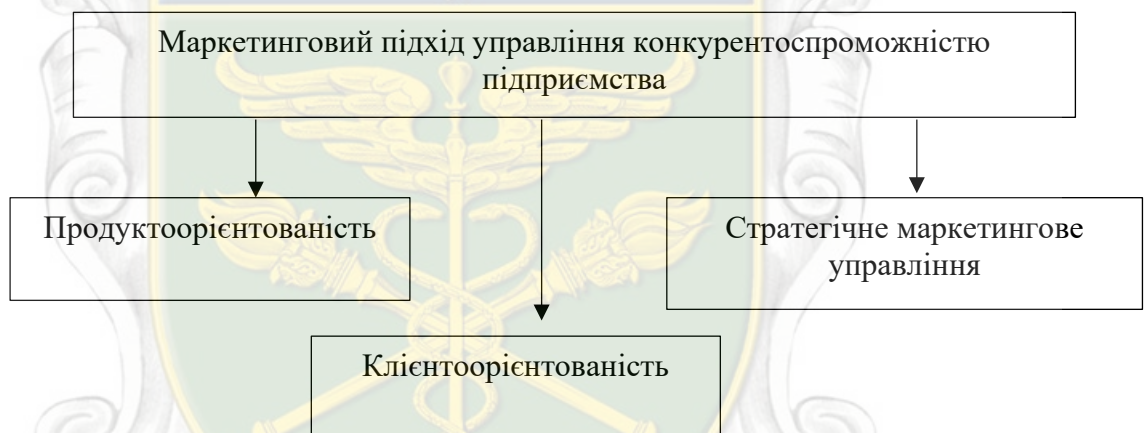 Маркетинговий підхід управління конкурентоспроможністю
підприємства
Продуктоорієнтованість
Стратегічне маркетингове
управління
Клієнтоорієнтованість